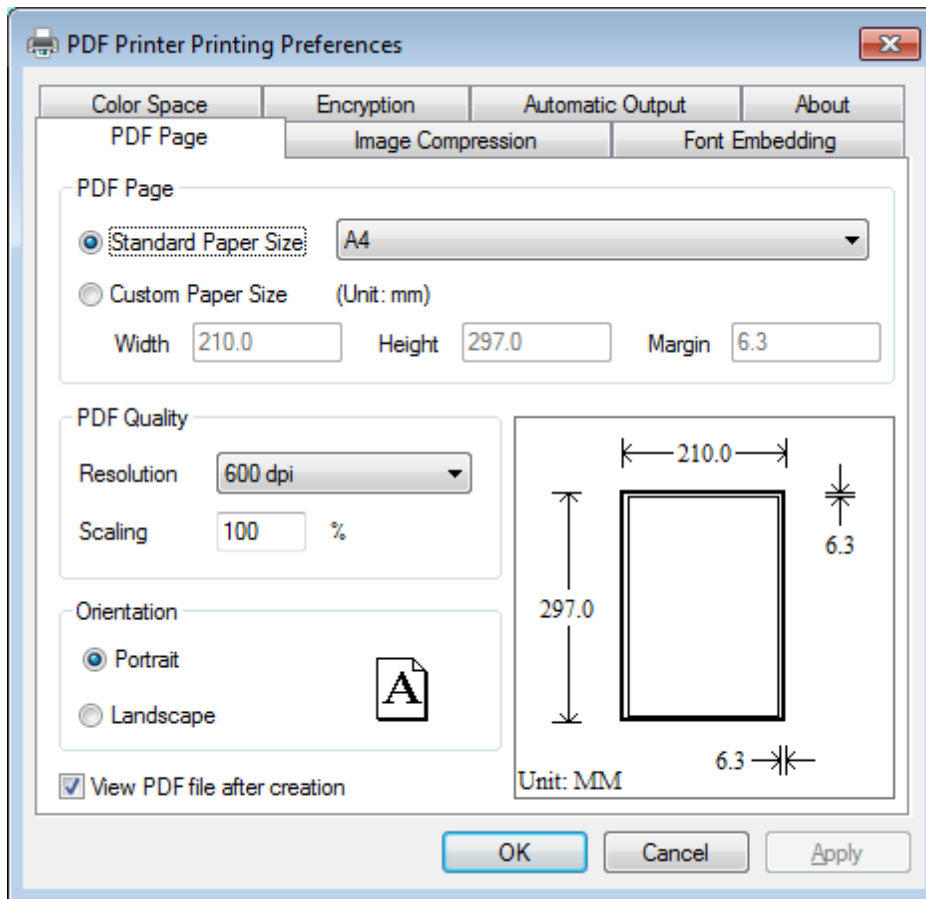 PDF Printer Printing Preferences
Color Space Encryption Automatic Output About
PDF Page Image Compression Font Embedding
PDF Page
Standard Paper Size A4
Custom Paper Size (Unit: mm)
Width 210.0 Height 297.0 Margin 6.3
PDF Quality
Resolution 600 dpi
Scaling 100 %
Orientation
Portrait
A
Landscape
View PDF file after creation
210.0
6.3
297.0
6.3
Unit: MM
OK Cancel Apply